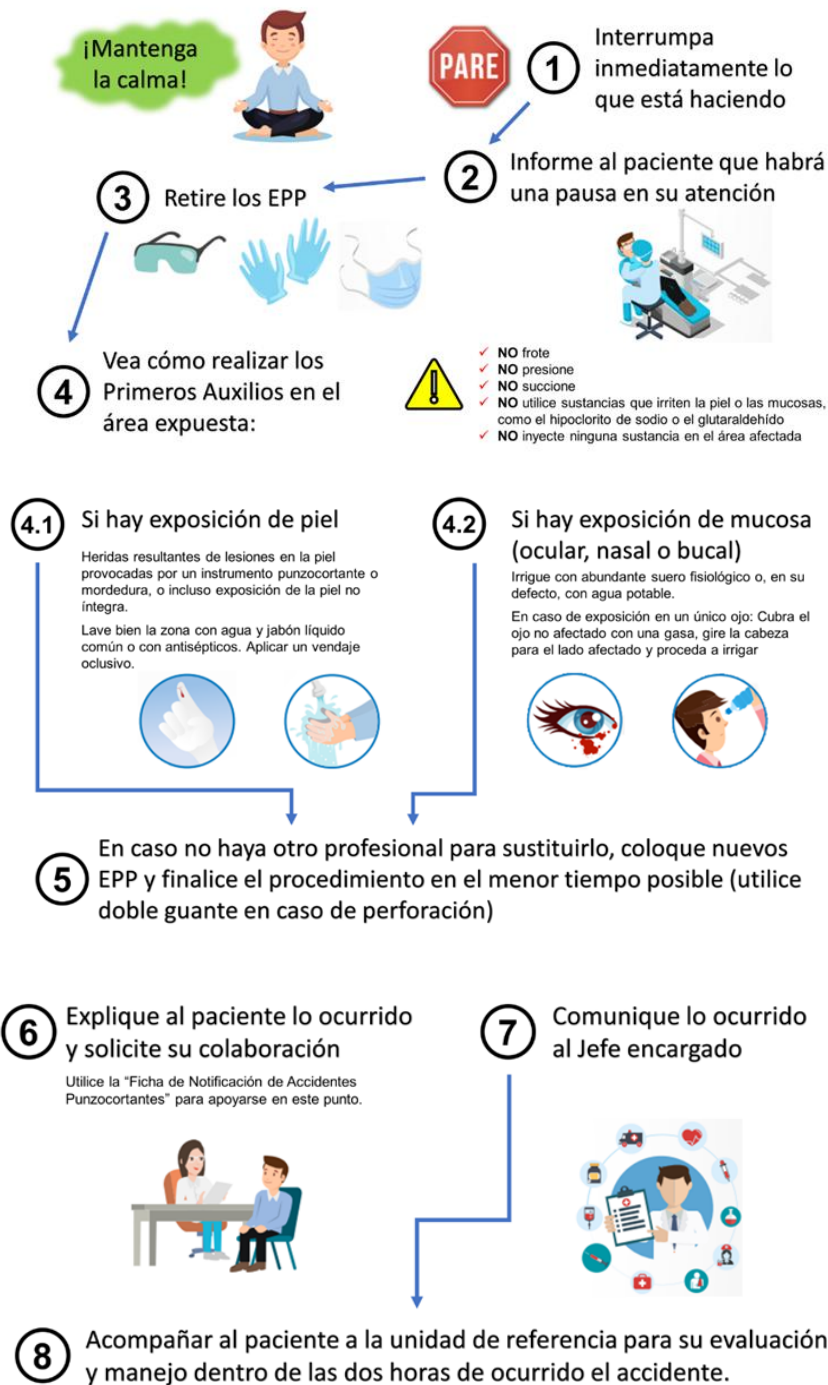 ¡Mantenga
la calma!
PARE
1
Interrumpa
inmediatamente lo
que está haciendo
2
Informe al paciente que habrá
una pausa en su atención
3
Retire los EPP
4
Vea cómo realizar los
Primeros Auxilios en el
área expuesta:
✓ NO frote
✓ NO presione
✓ NO succione
✓ NO utilice sustancias que irriten la piel o las mucosas,
como el hipoclorito de sodio o el glutaraldehído
✓ NO inyecte ninguna sustancia en el área afectada
4.1
Si hay exposición de piel
Heridas resultantes de lesiones en la piel
provocadas por un instrumento punzocortante o
mordedura, o incluso exposición de la piel no
íntegra.
Lave bien la zona con agua y jabón líquido
común o con antisépticos. Aplicar un vendaje
oclusivo.
4.2
Si hay exposición de mucosa
(ocular, nasal o bucal)
Irrigue con abundante suero fisiológico o, en su
defecto, con agua potable.
En caso de exposición en un único ojo: Cubra el
ojo no afectado con una gasa, gire la cabeza
para el lado afectado y proceda a irrigar
5
En caso no haya otro profesional para sustituirlo, coloque nuevos
EPP y finalice el procedimiento en el menor tiempo posible (utilice
doble guante en caso de perforación)
6
Explique al paciente lo ocurrido
y solicite su colaboración
Utilice la “Ficha de Notificación de Accidentes
Punzocortantes” para apoyarse en este punto.
7
Comunique lo ocurrido
al Jefe encargado
8
Acompañar al paciente a la unidad de referencia para su evaluación
y manejo dentro de las dos horas de ocurrido el accidente.